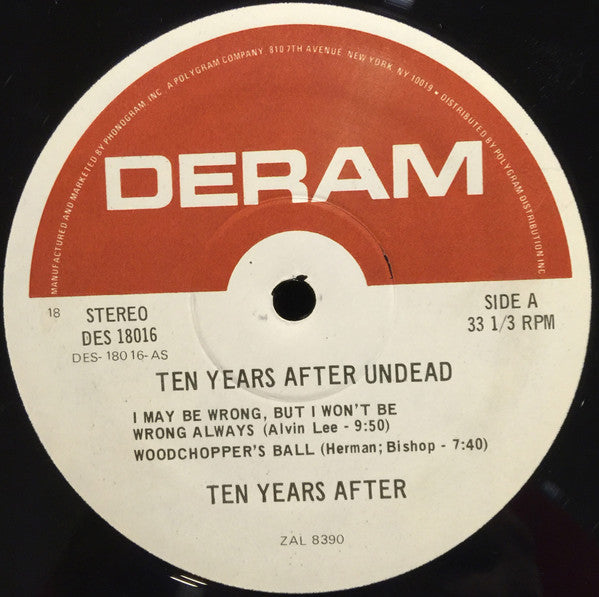 MANUFACTURED AND MARKETED BY PHONOGRAM, INC., A POLYGRAM COMPANY. 810 7TH AVENUE, NEW YORK, NY 10019 • DISTRIBUTED BY POLYGRAM DISTRIBUTION INC
DERAM
18
STEREO
DES 18016
DES-18016-AS
SIDE A
33 1/3 RPM
TEN YEARS AFTER UNDEAD
I MAY BE WRONG, BUT I WON'T BE
WRONG ALWAYS (Alvin Lee - 9:50)
WOODCHOPPER'S BALL (Herman; Bishop - 7:40)
TEN YEARS AFTER
ZAL 8390